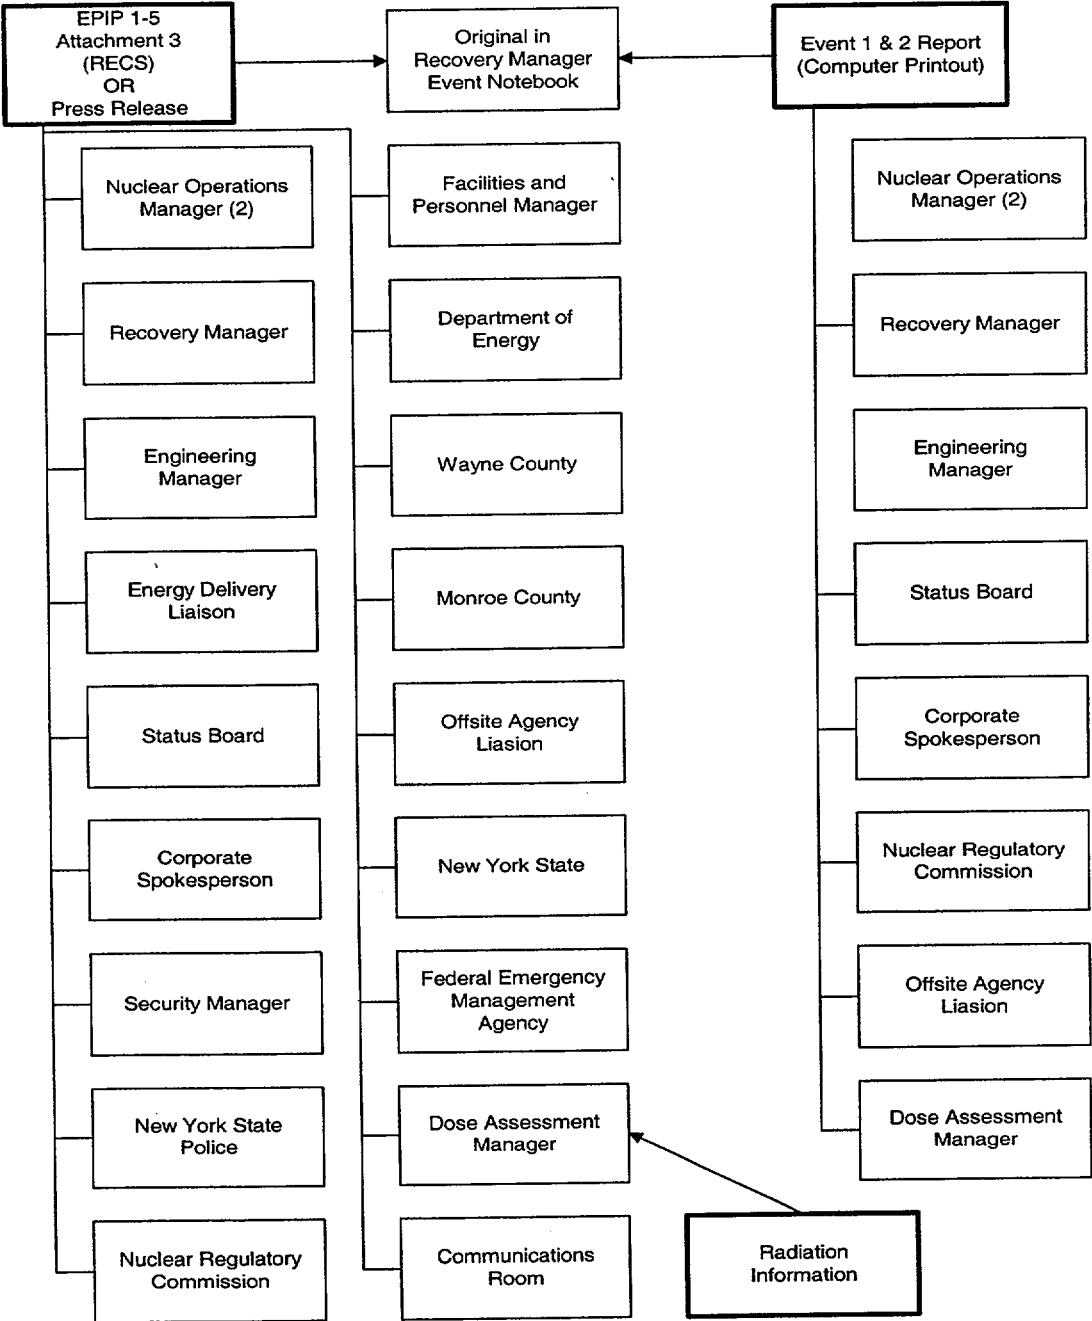 EPIP 1-5
Attachment 3
(RECS)
OR
Press Release
Original in
Recovery Manager
Event Notebook
Event 1 & 2 Report
(Computer Printout)
Nuclear Operations
Manager (2)
Recovery Manager
Engineering
Manager
Energy Delivery
Liaison
Status Board
Corporate
Spokesperson
Security Manager
New York State
Police
Nuclear Regulatory
Commission
Facilities and
Personnel Manager
Department of
Energy
Wayne County
Monroe County
Offsite Agency
Liasion
New York State
Federal Emergency
Management
Agency
Dose Assessment
Manager
Communications
Room
Nuclear Operations
Manager (2)
Recovery Manager
Engineering
Manager
Status Board
Corporate
Spokesperson
Nuclear Regulatory
Commission
Offsite Agency
Liasion
Dose Assessment
Manager
Radiation
Information